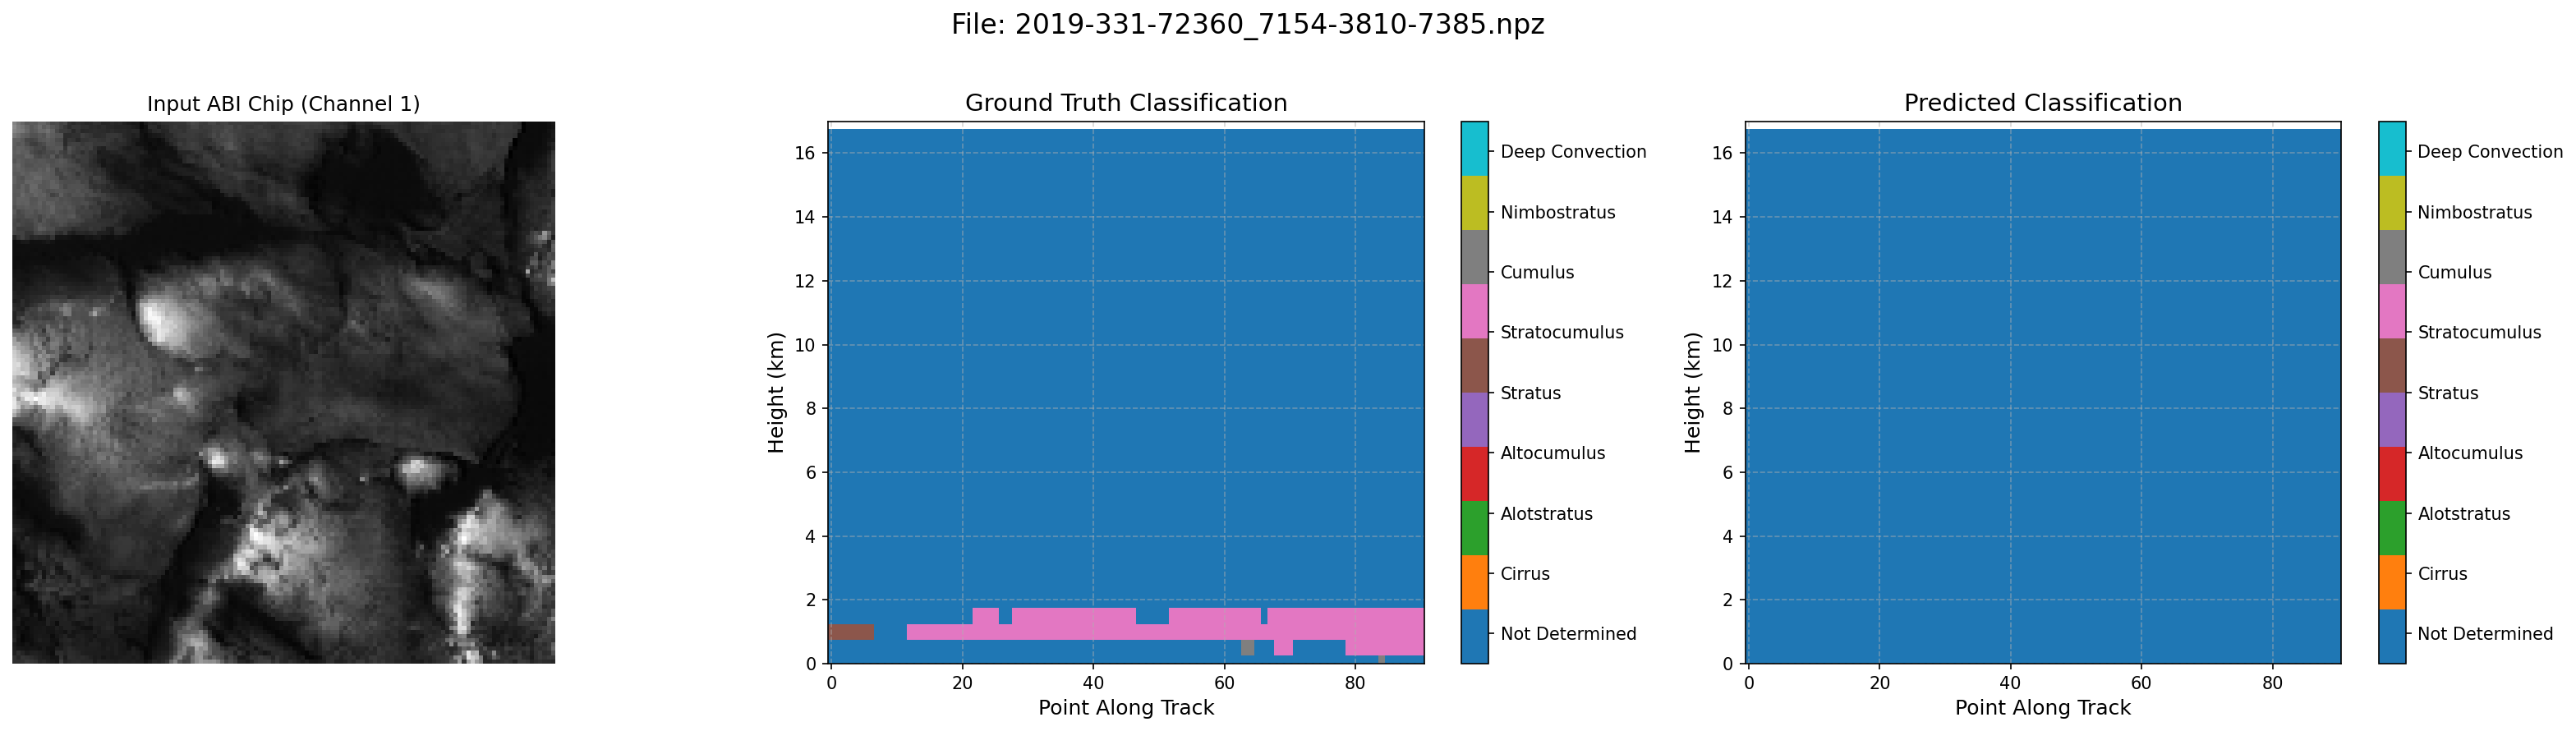 File: 2019-331-72360_7154-3810-7385.npz
Input ABI Chip (Channel 1)
Ground Truth Classification
Height (km)
16
14
12
10
8
6
4
2
0
0 20 40 60 80
Point Along Track
Deep Convection
Nimbostratus
Cumulus
Stratocumulus
Stratus
Altocumulus
Alotstratus
Cirrus
Not Determined
Predicted Classification
Height (km)
16
14
12
10
8
6
4
2
0
0 20 40 60 80
Point Along Track
Deep Convection
Nimbostratus
Cumulus
Stratocumulus
Stratus
Altocumulus
Alotstratus
Cirrus
Not Determined